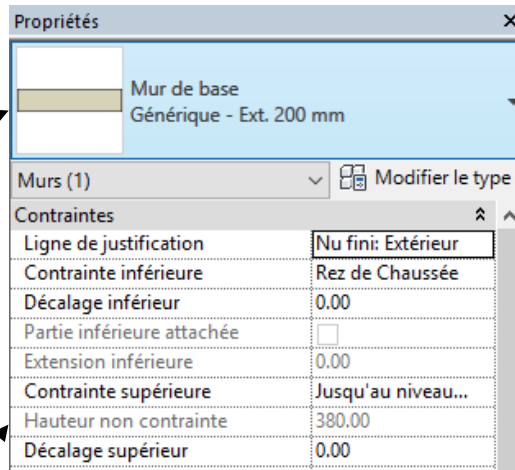 Propriétés
Mur de base
Générique - Ext. 200 mm
Murs (1) Modifier le type
Contraintes
Ligne de justification Nu fini: Extérieur
Contrainte inférieure Rez de Chaussée
Décalage inférieur 0.00
Partie inférieure attachée
Extension inférieure 0.00
Contrainte supérieure Jusqu'au niveau...
Hauteur non contrainte 380.00
Décalage supérieur 0.00